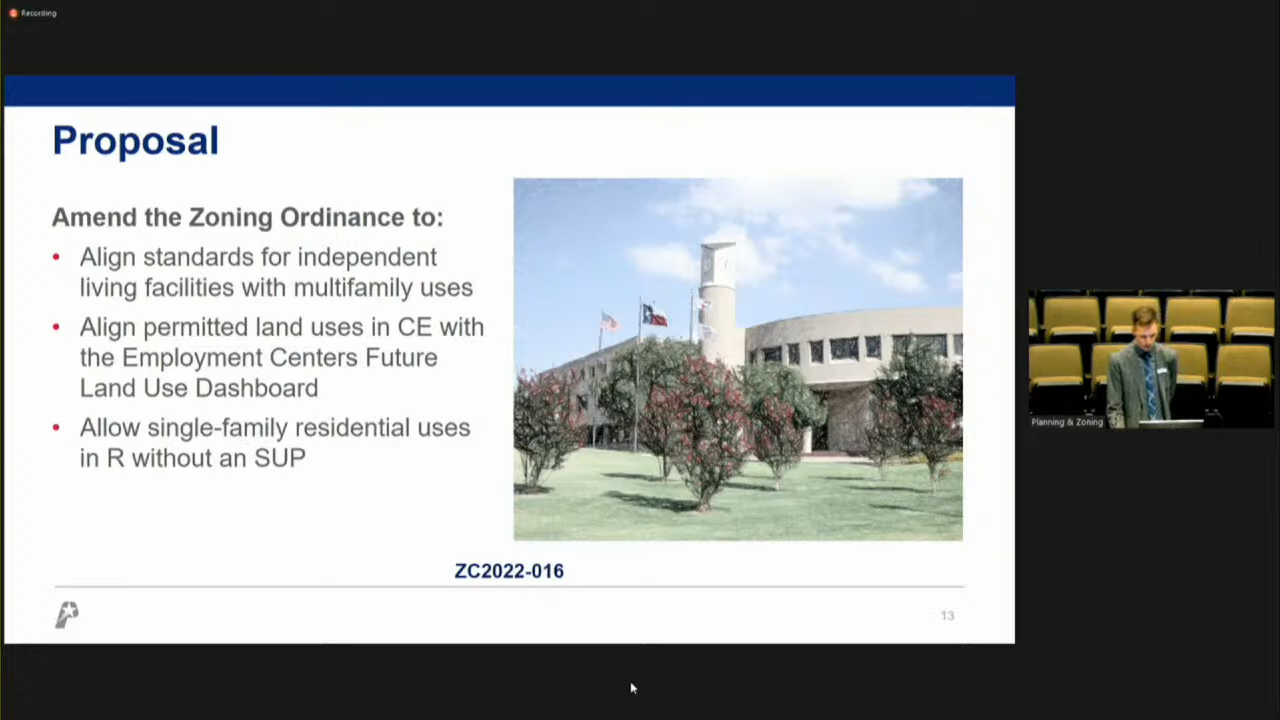 Recording
Proposal
Amend the Zoning Ordinance to:
• Align standards for independent
living facilities with multifamily uses
• Align permitted land uses in CE with
the Employment Centers Future
Land Use Dashboard
• Allow single-family residential uses
in R without an SUP
ZC2022-016
13
Planning & Zoning